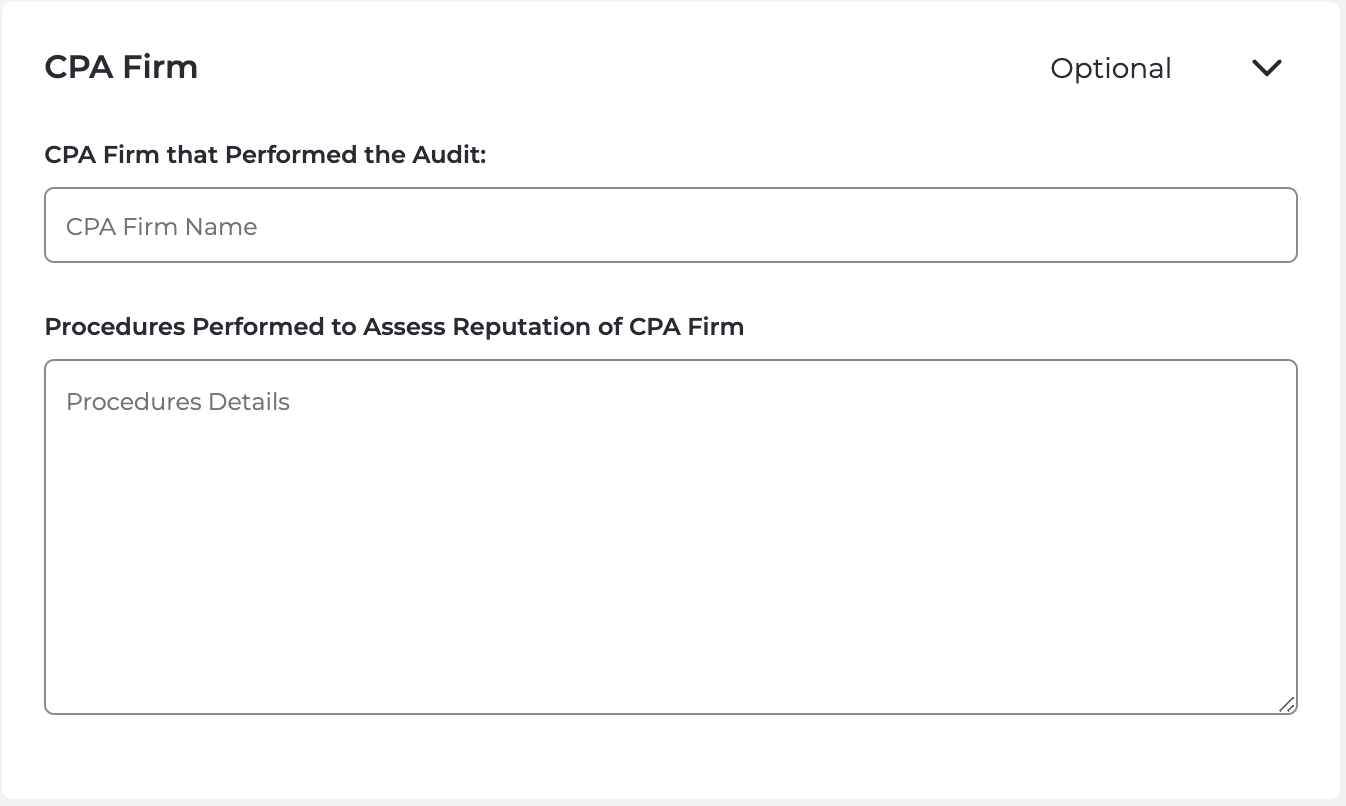 CPA Firm
Optional
CPA Firm that Performed the Audit:
CPA Firm Name
Procedures Performed to Assess Reputation of CPA Firm
Procedures Details